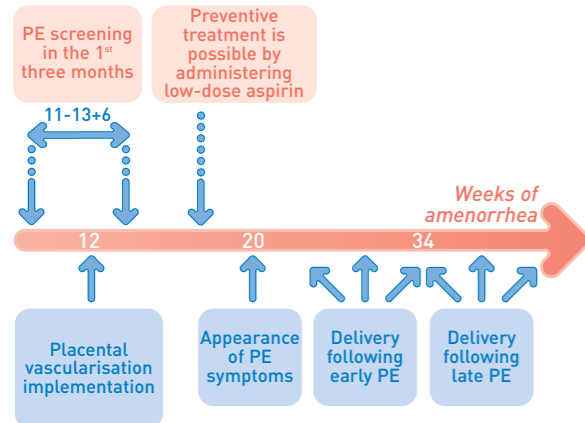 PE screening
in the 1st
three months
Preventive
treatment is
possible by
administering
low-dose aspirin
11-13+6
Weeks of
amenorrhea
12
20
34
Placental
vascularisation
implementation
Appearance
of PE
symptoms
Delivery
following
early PE
Delivery
following
late PE